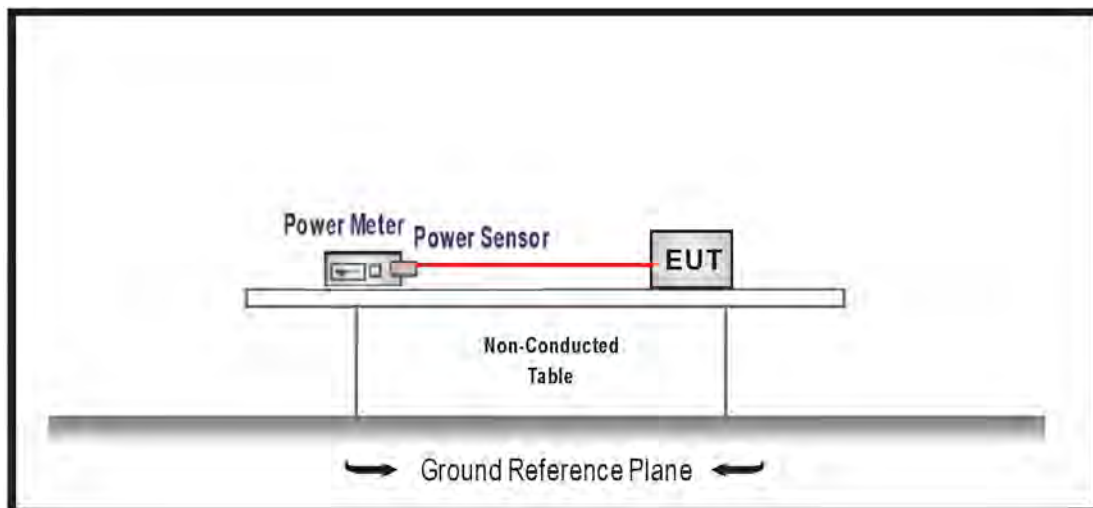 Power Meter
Power Sensor
EUT
Non-Conducted
Table
Ground Reference Plane